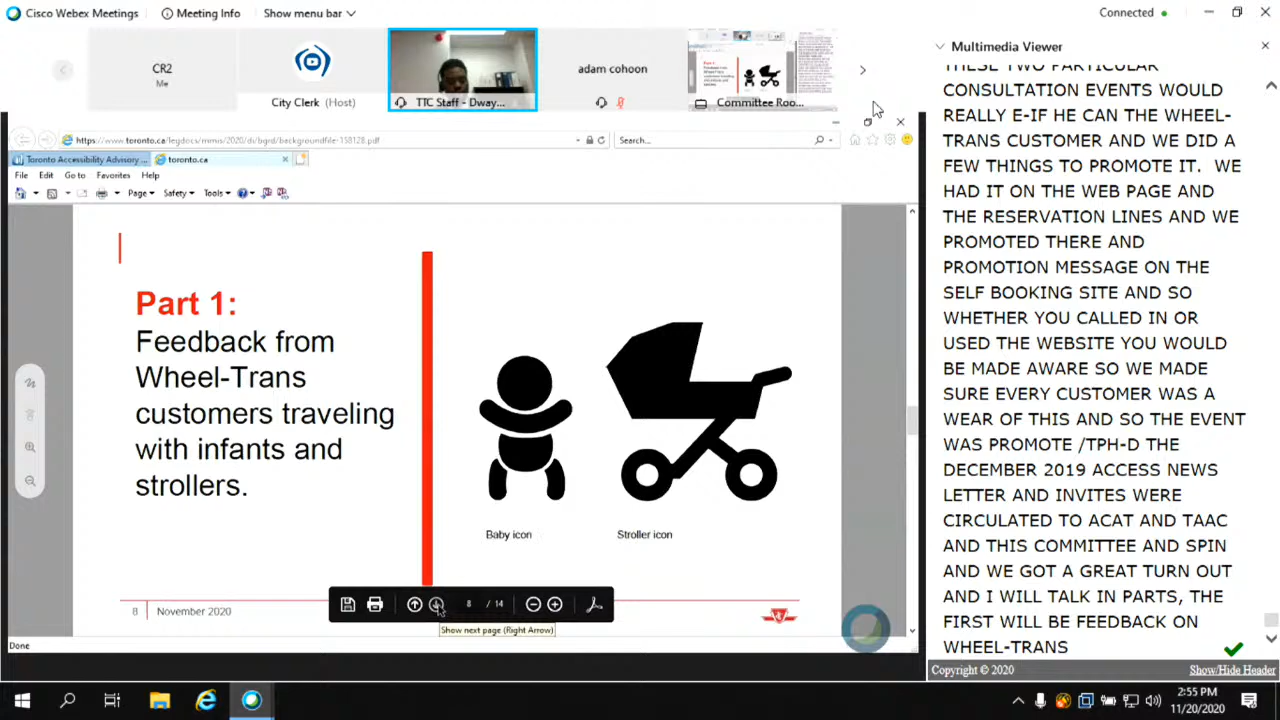 Cisco Webex Meetings
Meeting Info
Show menu bar
Connected
CR2
Me
City Clerk (Host)
TTC Staff - Dway...
adam cohoon
Committee Roo...
Multimedia Viewer
https://www.toronto.ca/legdocs/mmis/2020/di/bgrd/backgroundfile-158128.pdf
Search...
Toronto Accessibility Advisory ...
toronto.ca
File Edit Go to Favorites Help
Page Safety Tools
Part 1:
Feedback from
Wheel-Trans
customers traveling
with infants and
strollers.
Baby icon
Stroller icon
8 November 2020
8 / 14
Show next page (Right Arrow)
Done
THESE TWO PARTICULAR
CONSULTATION EVENTS WOULD
REALLY E-IF HE CAN THE WHEEL-
TRANS CUSTOMER AND WE DID A
FEW THINGS TO PROMOTE IT. WE
HAD IT ON THE WEB PAGE AND
THE RESERVATION LINES AND WE
PROMOTED THERE AND
PROMOTION MESSAGE ON THE
SELF BOOKING SITE AND SO
WHETHER YOU CALLED IN OR
USED THE WEBSITE YOU WOULD
BE MADE AWARE SO WE MADE
SURE EVERY CUSTOMER WAS A
WEAR OF THIS AND SO THE EVENT
WAS PROMOTE /TPH-D THE
DECEMBER 2019 ACCESS NEWS
LETTER AND INVITES WERE
CIRCULATED TO ACAT AND TAAC
AND THIS COMMITTEE AND SPIN
AND WE GOT A GREAT TURN OUT
AND I WILL TALK IN PARTS, THE
FIRST WILL BE FEEDBACK ON
WHEEL-TRANS
Copyright © 2020
Show/Hide Header
2:55 PM
11/20/2020